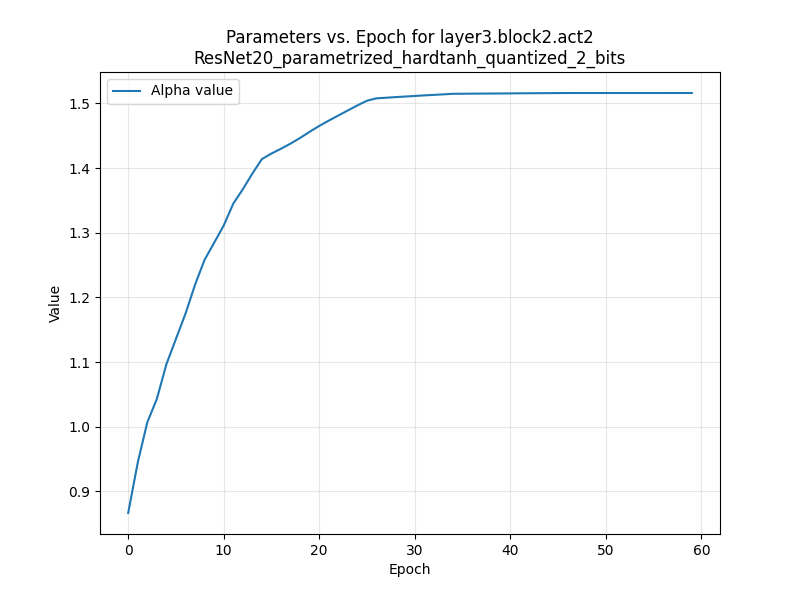 Parameters vs. Epoch for layer3.block2.act2
ResNet20_parametrized_hardtanh_quantized_2_bits
Alpha value
1.5
1.4
1.3
1.2
1.1
1.0
0.9
Value
0 10 20 30 40 50 60
Epoch